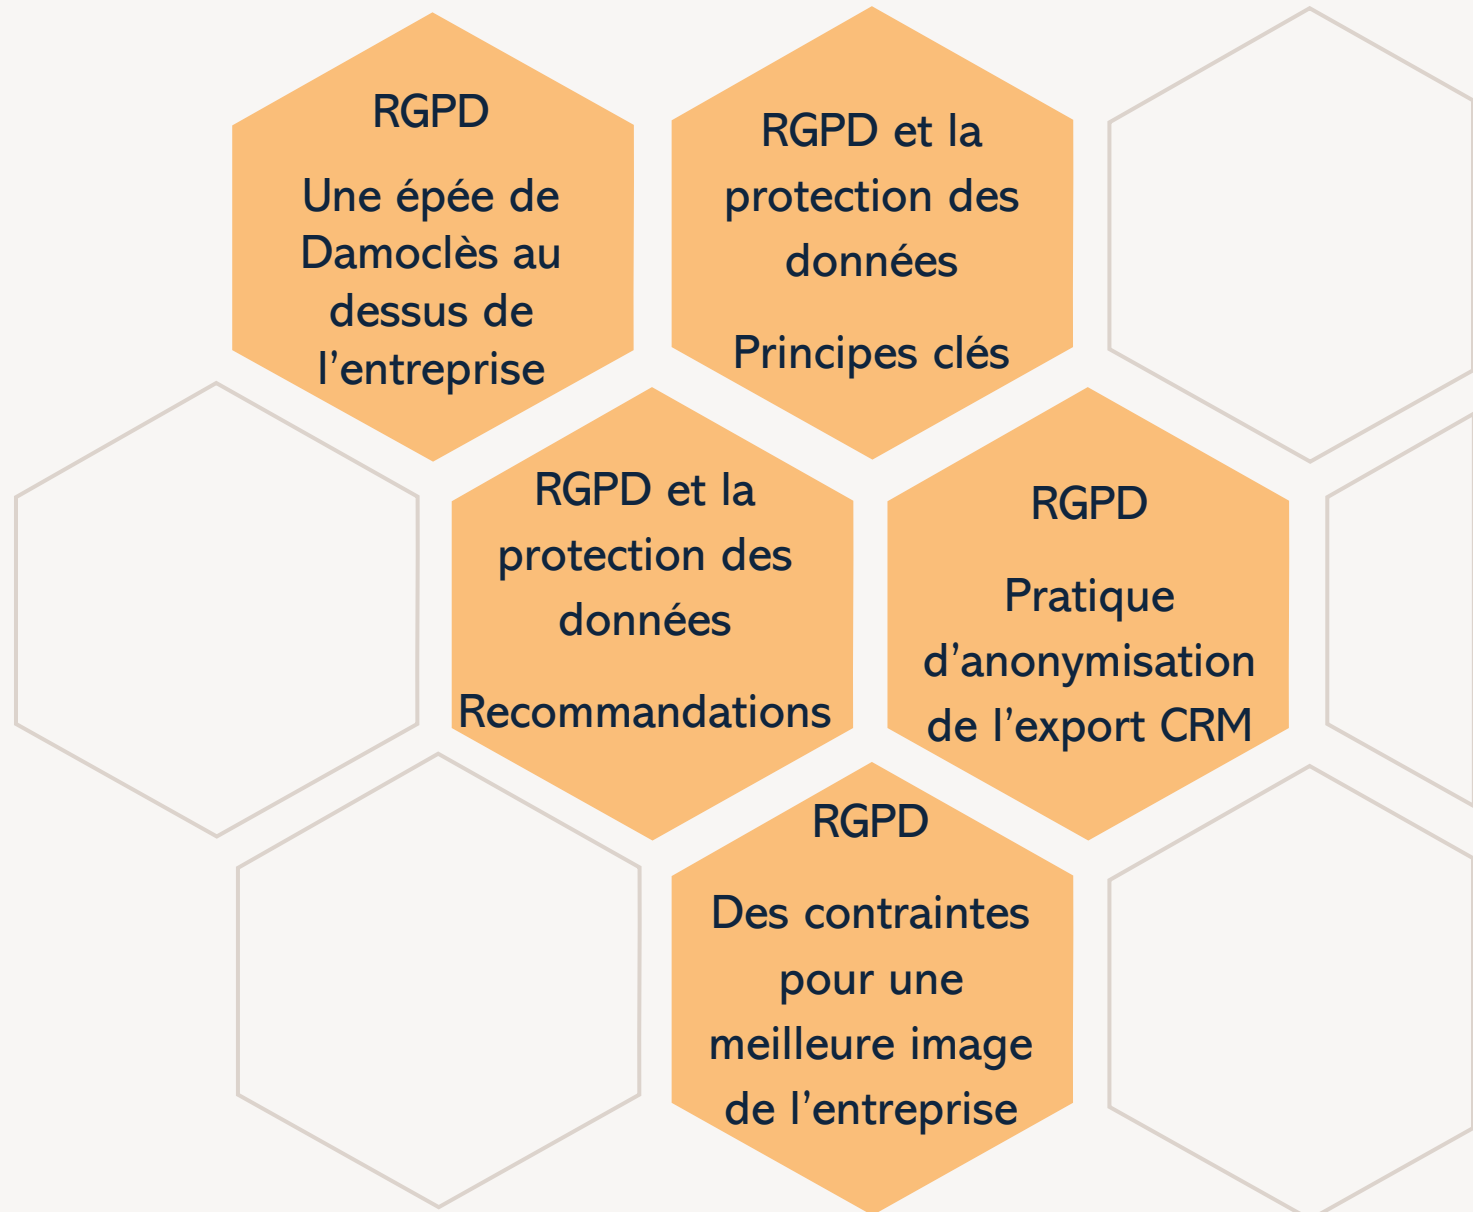 RGPD
Une épée de
Damoclès au
dessus de
l’entreprise
RGPD et la
protection des
données
Principes clés
RGPD et la
protection des
données
Recommandations
RGPD
Pratique
d’anonymisation
de l’export CRM
RGPD
Des contraintes
pour une
meilleure image
de l’entreprise